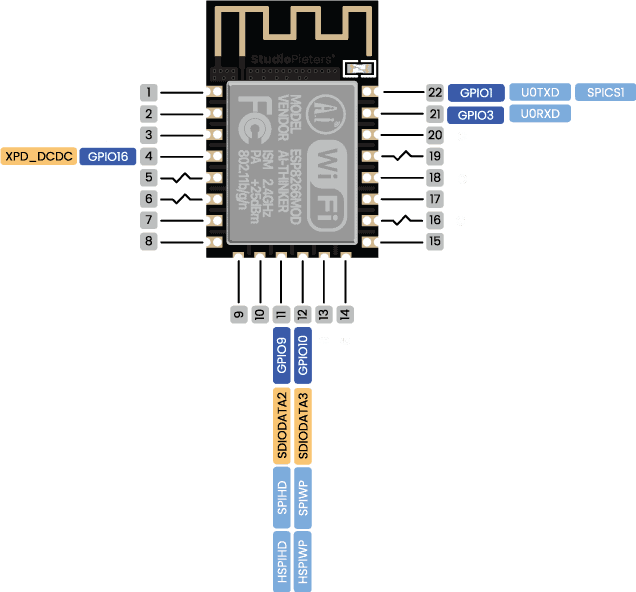 StudioPieters®
1
2
3
XPD_DCDC GPIO16 4
5
6
7
8
22 GPIO1 U0TXD SPICS1
21 GPIO3 U0RXD
20
19
18
17
16
15
Ai
WiFi
FC
MODEL ESP8266MOD
VENDOR AI-THINKER
ISM 2.4GHz
PA +25dBm
802.11b/g/n
9
10
11 GPIO9 SDIODATA2 SPIHD HSPIHD
12 GPIO10 SDIODATA3 SPIWP HSPIWP
13
14